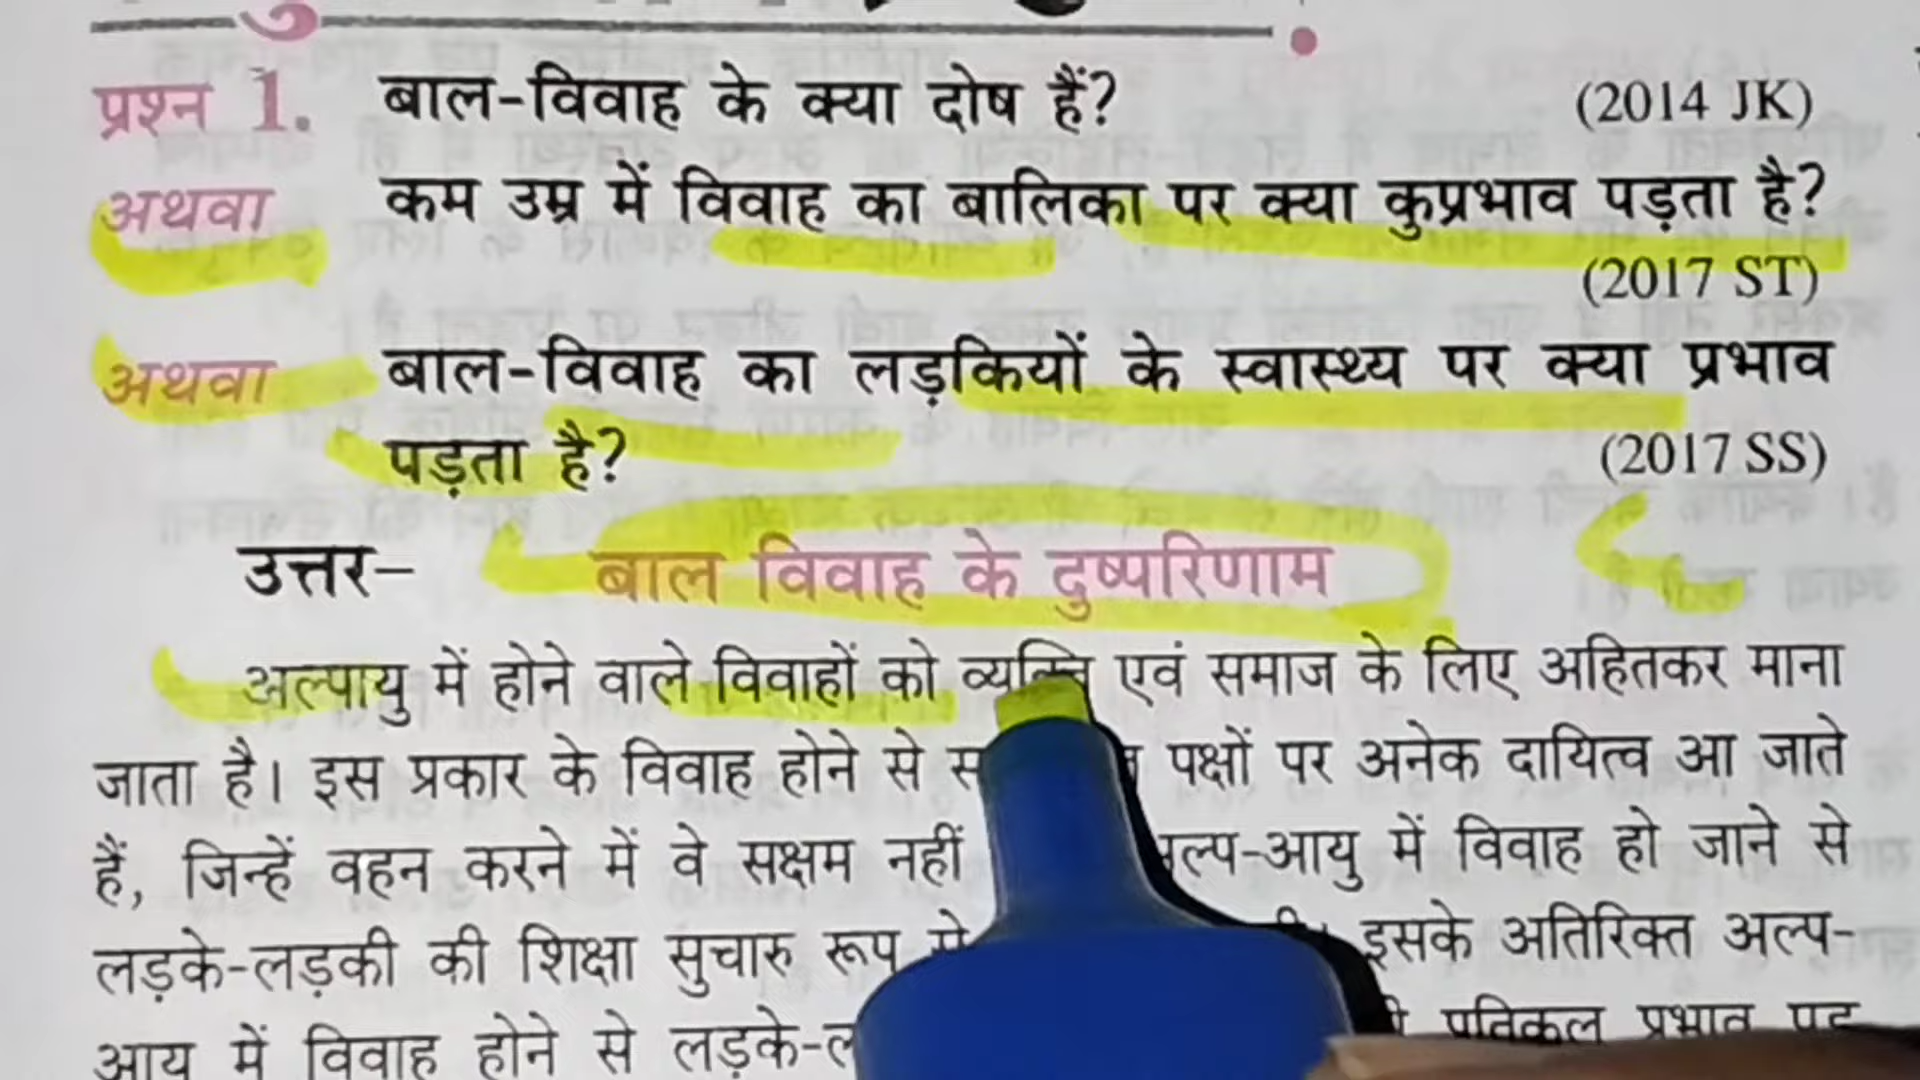 प्रश्न 1. बाल-विवाह के क्या दोष हैं? (2014 JK)
अथवा कम उम्र में विवाह का बालिका पर क्या कुप्रभाव पड़ता है?
(2017 ST)
अथवा बाल-विवाह का लड़कियों के स्वास्थ्य पर क्या प्रभाव
पड़ता है? (2017 SS)
उत्तर– बाल विवाह के दुष्परिणाम
अल्पायु में होने वाले विवाहों को व्यक्ति एवं समाज के लिए अहितकर माना
जाता है। इस प्रकार के विवाह होने से पक्षों पर अनेक दायित्व आ जाते
हैं, जिन्हें वहन करने में वे सक्षम नहीं आयु में विवाह हो जाने से
लड़के-लड़की की शिक्षा सुचारु रूप इसके अतिरिक्त अल्प-
आयु में विवाह होने से प्रतिकूल प्रभाव पड़